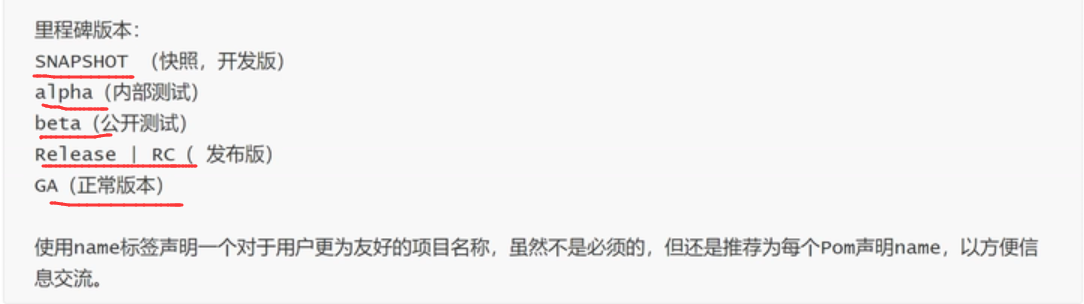 里程碑版本：
SNAPSHOT （快照，开发版）
alpha（内部测试）
beta（公开测试）
Release | RC（ 发布版）
GA（正常版本）
使用name标签声明一个对于用户更为友好的项目名称，虽然不是必须的，但还是推荐为每个Pom声明name，以方便信
息交流。